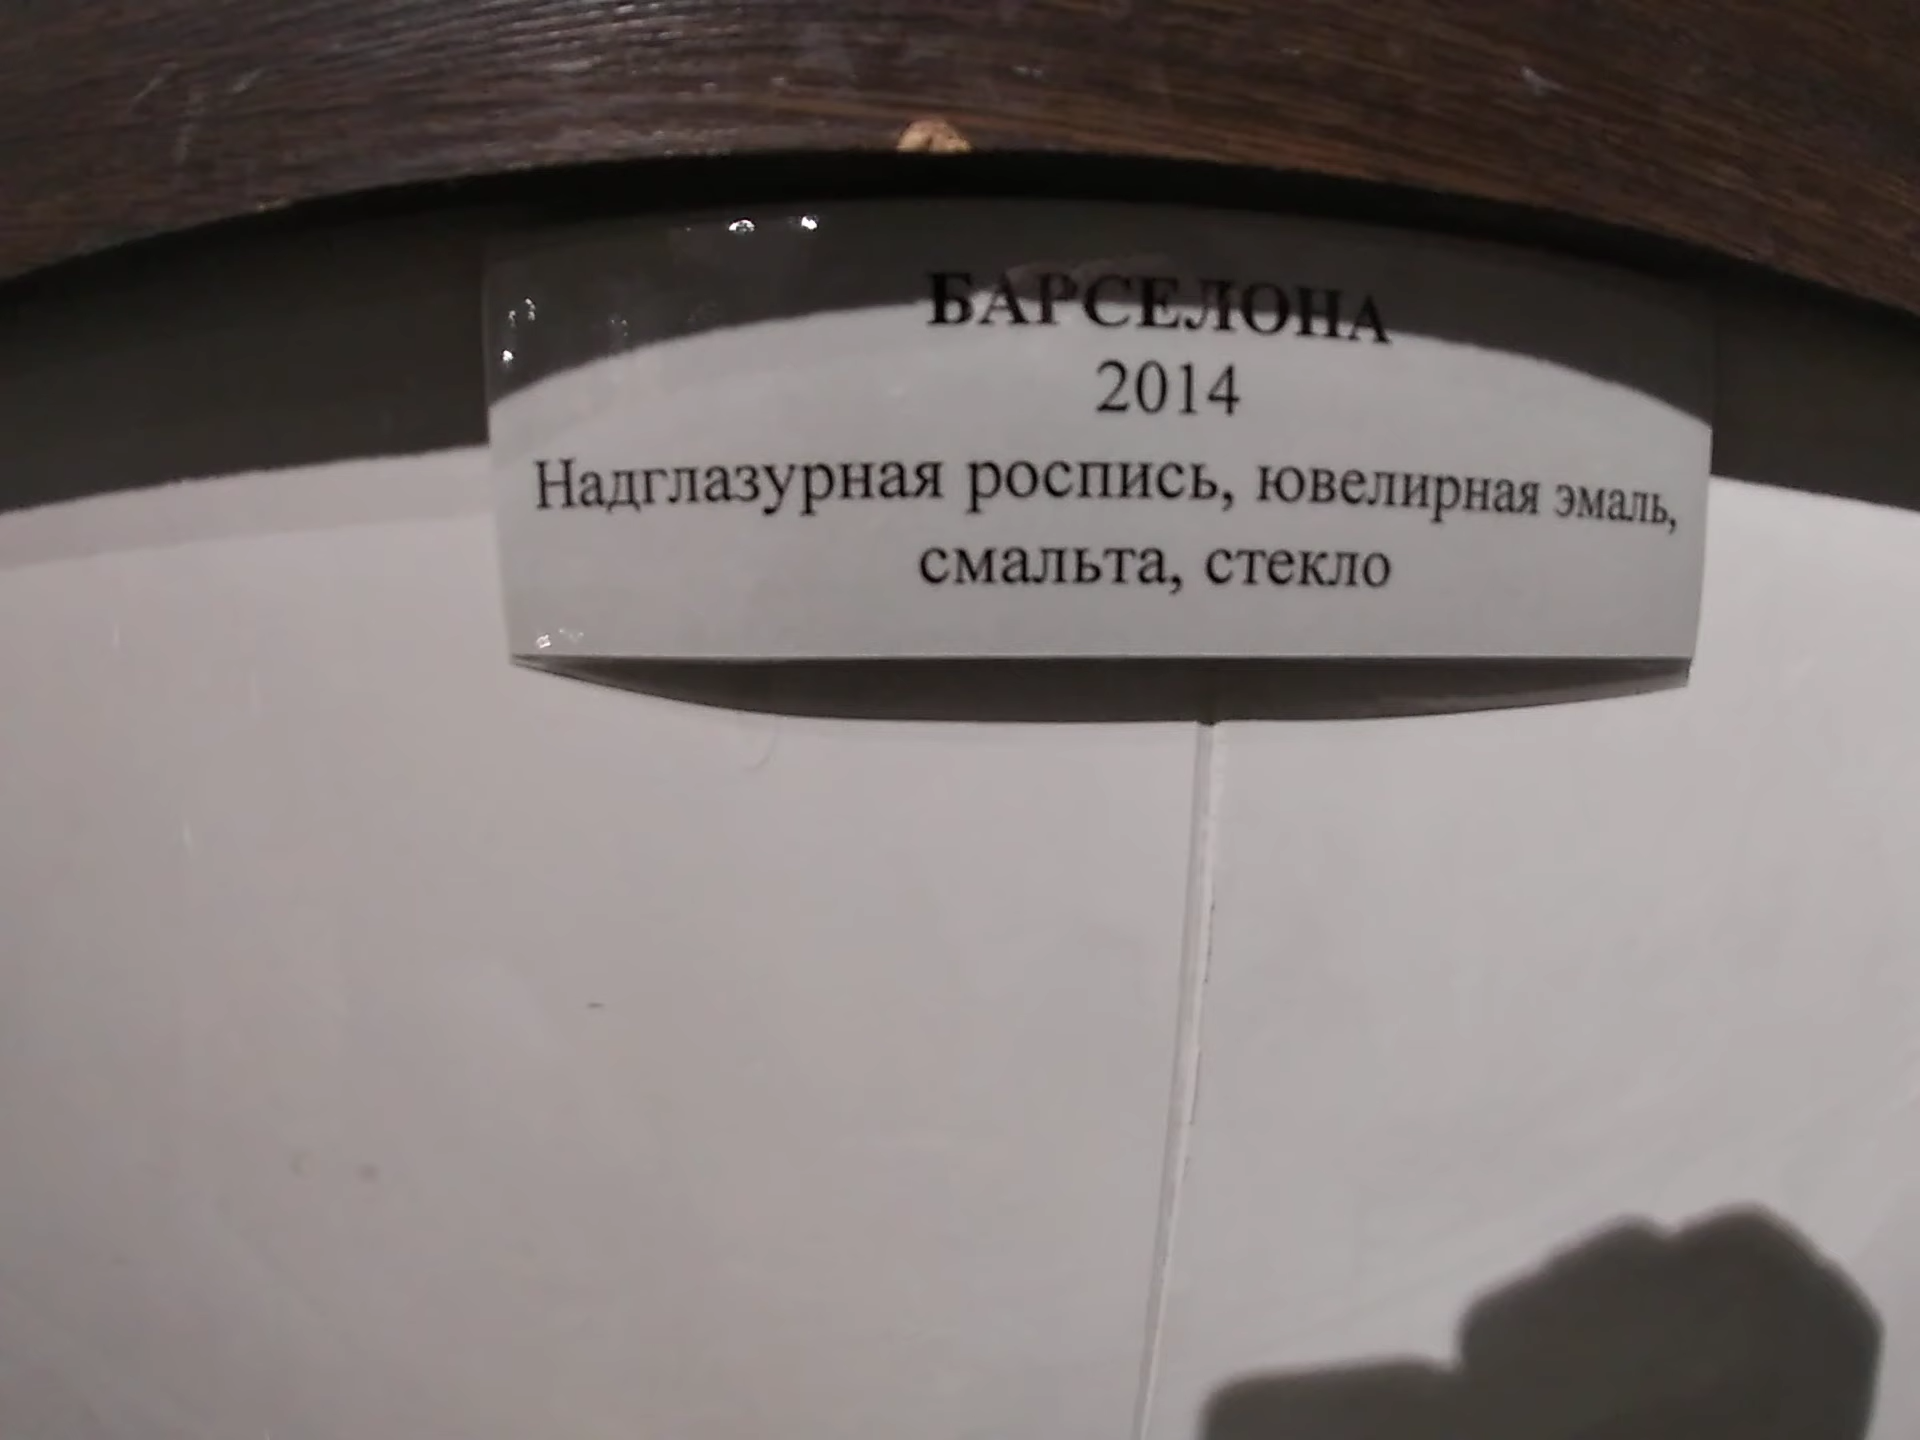 БАРСЕЛОНА
2014
Надглазурная роспись, ювелирная эмаль,
смальта, стекло